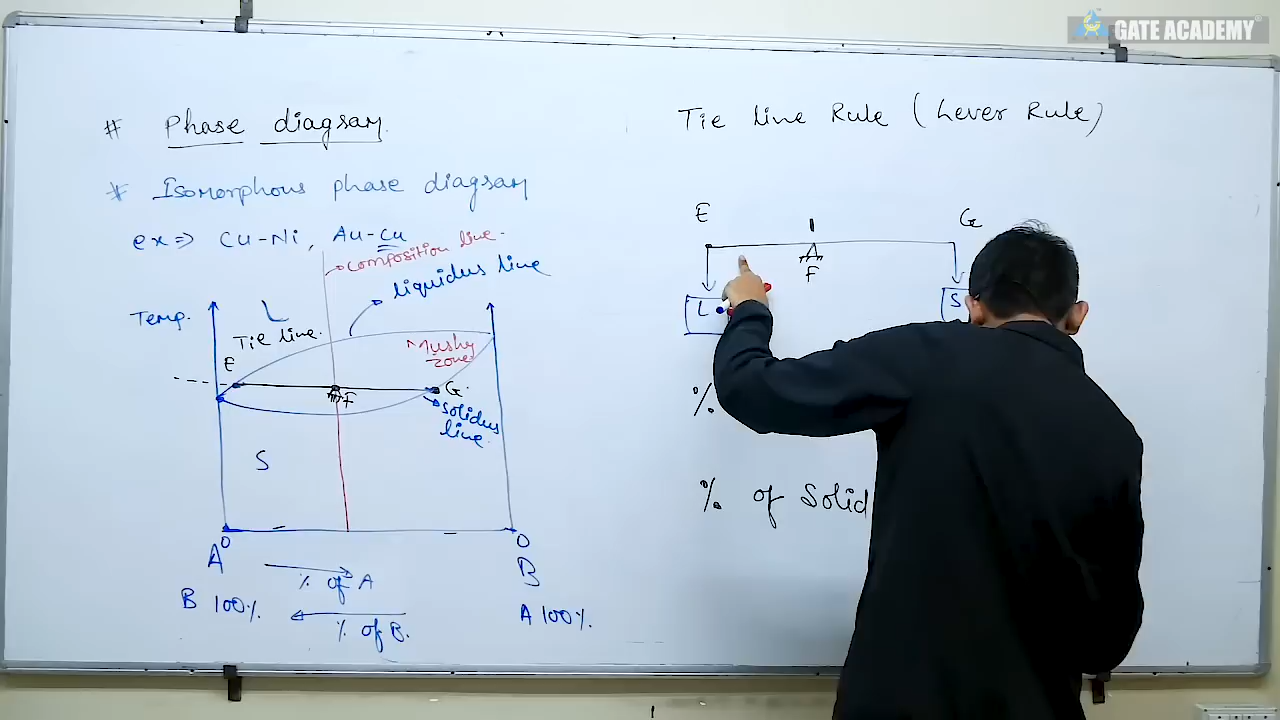 GATE ACADEMY
# Phase diagram
* Isomorphous phase diagram
ex ⇒ Cu-Ni, Au-Cu
composition line.
liquidus line
Temp.
L
Tie line.
Mushy
zone
E
F
G
solidus
line.
S
A
0
0
B
% of A
B 100%.
A 100%.
% of B.
Tie line Rule (Lever Rule)
E
G
F
L
S
%
% of Solid